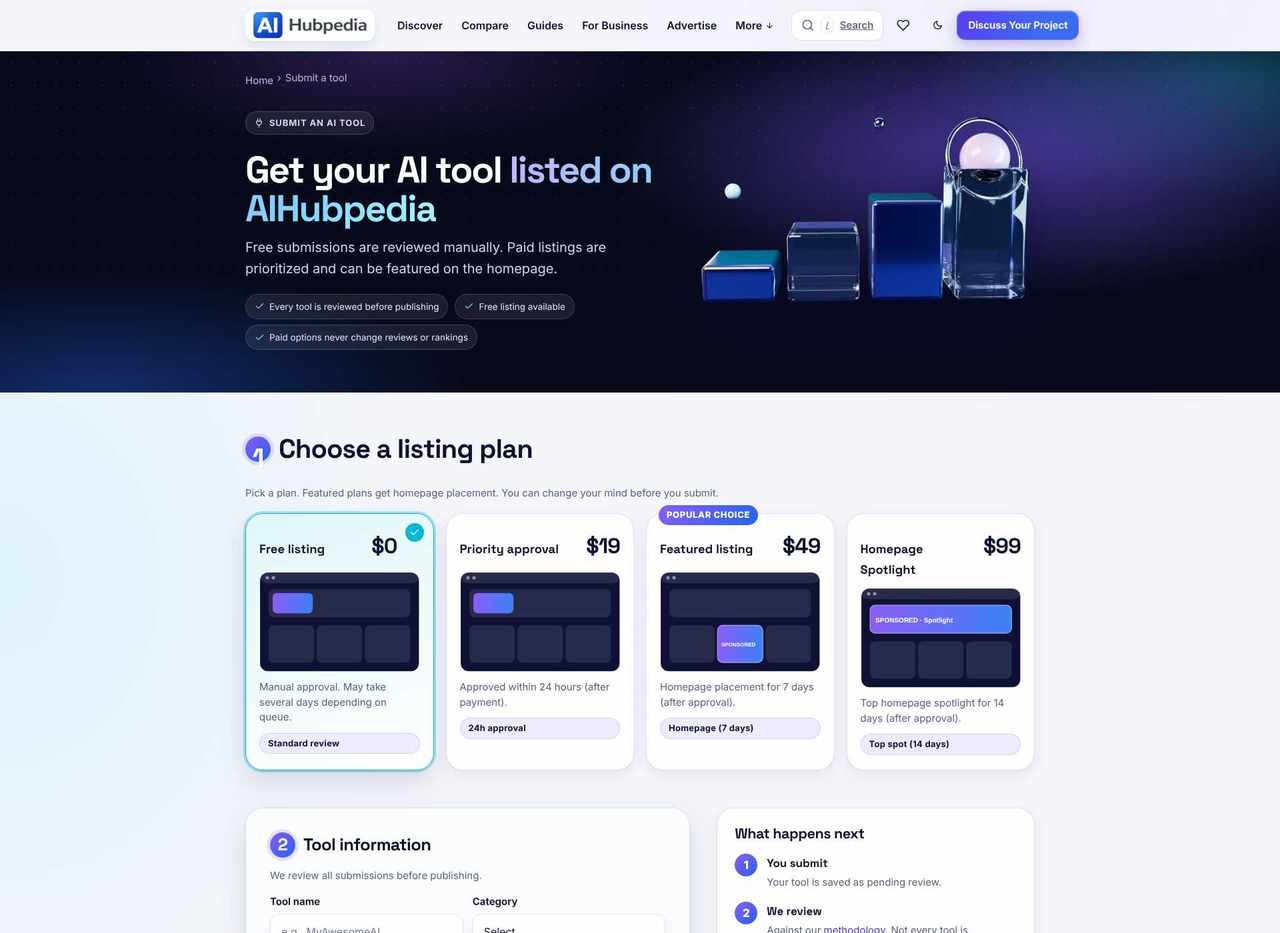 AI Hubpedia
Discover
Compare
Guides
For Business
Advertise
More ↓
/ Search
Discuss Your Project
Home › Submit a tool
SUBMIT AN AI TOOL
Get your AI tool listed on
AIHubpedia
Free submissions are reviewed manually. Paid listings are
prioritized and can be featured on the homepage.
Every tool is reviewed before publishing
Free listing available
Paid options never change reviews or rankings
1 Choose a listing plan
Pick a plan. Featured plans get homepage placement. You can change your mind before you submit.
Free listing $0
Manual approval. May take
several days depending on
queue.
Standard review
Priority approval $19
Approved within 24 hours (after
payment).
24h approval
POPULAR CHOICE
Featured listing $49
SPONSORED
Homepage placement for 7 days
(after approval).
Homepage (7 days)
Homepage $99
Spotlight
SPONSORED · Spotlight
Top homepage spotlight for 14
days (after approval).
Top spot (14 days)
2 Tool information
We review all submissions before publishing.
Tool name
Category
e.g., MyAwesomeAI
Select
What happens next
1 You submit
Your tool is saved as pending review.
2 We review
Against our methodology. Not every tool is